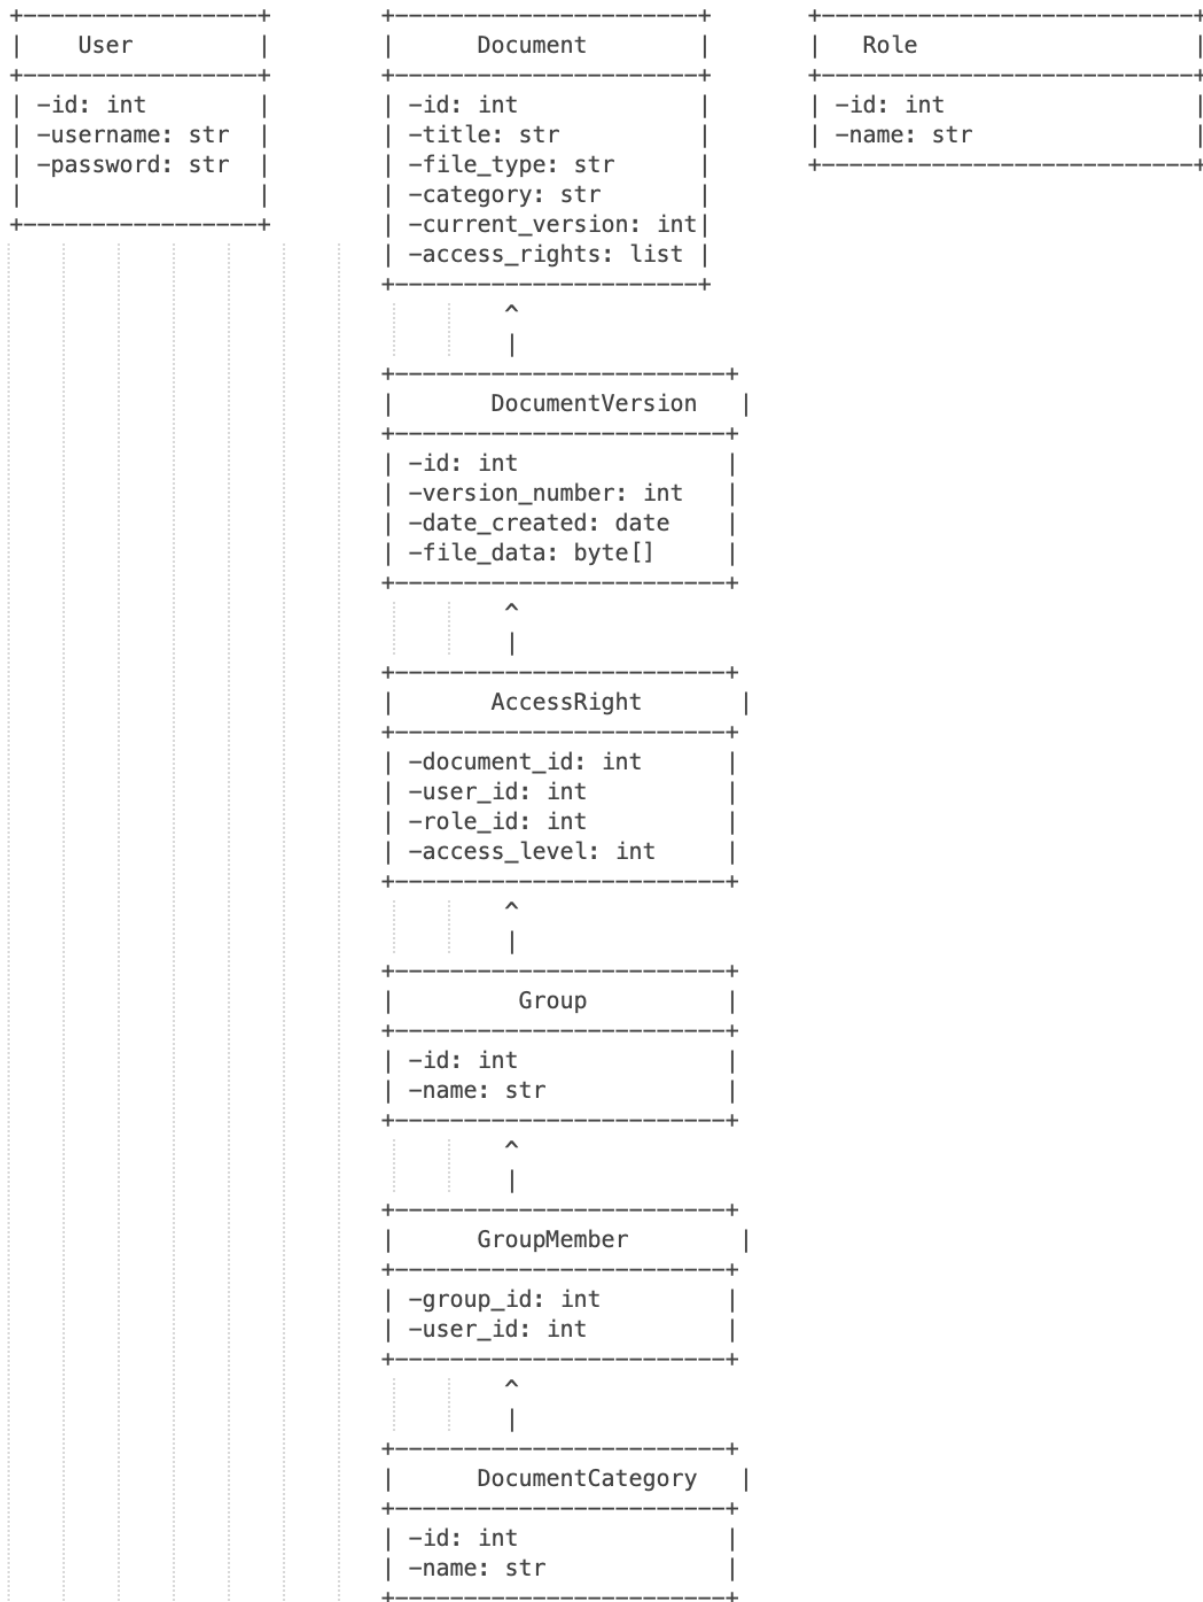 +-----------------+ +----------------------+ +---------------------------+
| User | | Document | | Role |
+-----------------+ +----------------------+ +---------------------------+
| -id: int | | -id: int | | -id: int |
| -username: str | | -title: str | | -name: str |
| -password: str | | -file_type: str | +---------------------------+
| | | -category: str |
+-----------------+ | -current_version: int|
| -access_rights: list |
+----------------------+
^
|
+------------------------+
| DocumentVersion |
+------------------------+
| -id: int |
| -version_number: int |
| -date_created: date |
| -file_data: byte[] |
+------------------------+
^
|
+------------------------+
| AccessRight |
+------------------------+
| -document_id: int |
| -user_id: int |
| -role_id: int |
| -access_level: int |
+------------------------+
^
|
+------------------------+
| Group |
+------------------------+
| -id: int |
| -name: str |
+------------------------+
^
|
+------------------------+
| GroupMember |
+------------------------+
| -group_id: int |
| -user_id: int |
+------------------------+
^
|
+------------------------+
| DocumentCategory |
+------------------------+
| -id: int |
| -name: str |
+------------------------+